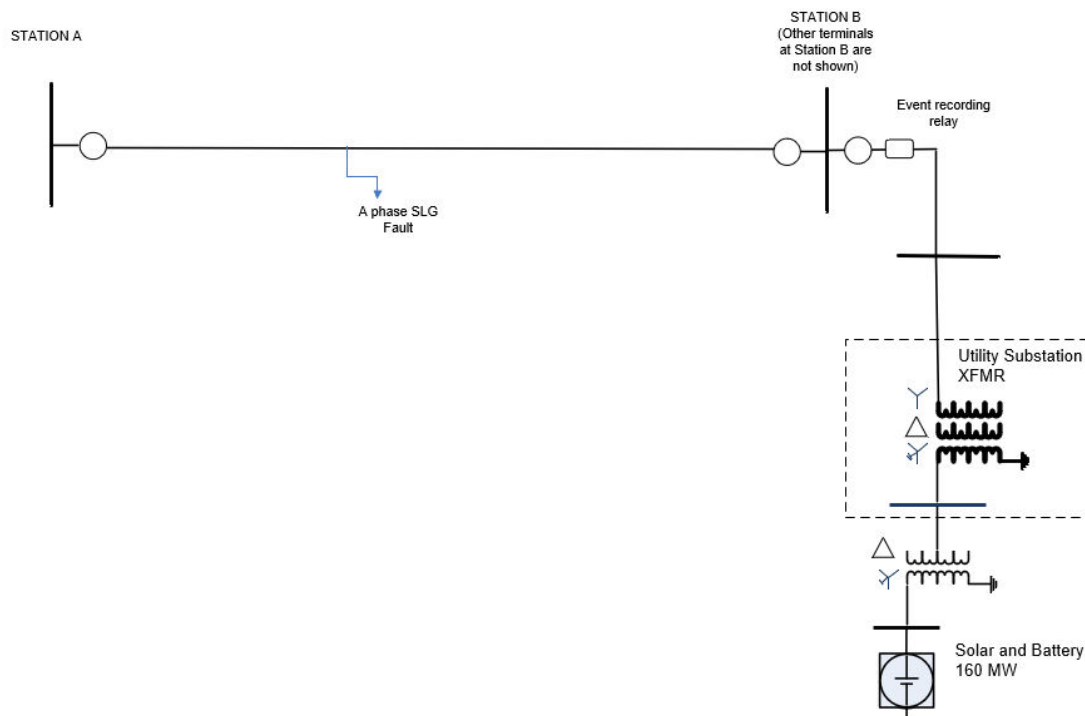 STATION A
STATION B
(Other terminals
at Station B are
not shown)
Event recording
relay
A phase SLG
Fault
Utility Substation
XFMR
Solar and Battery
160 MW